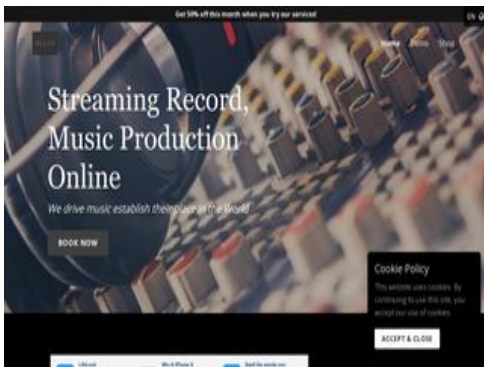 Get 50% off this month when you try our services!
EN
Home
Shop
Streaming Record,
Music Production
Online
We drive music establish their place in the World
BOOK NOW
Cookie Policy
This website uses cookies. By
continuing to use this site, you
accept our use of cookies.
ACCEPT & CLOSE